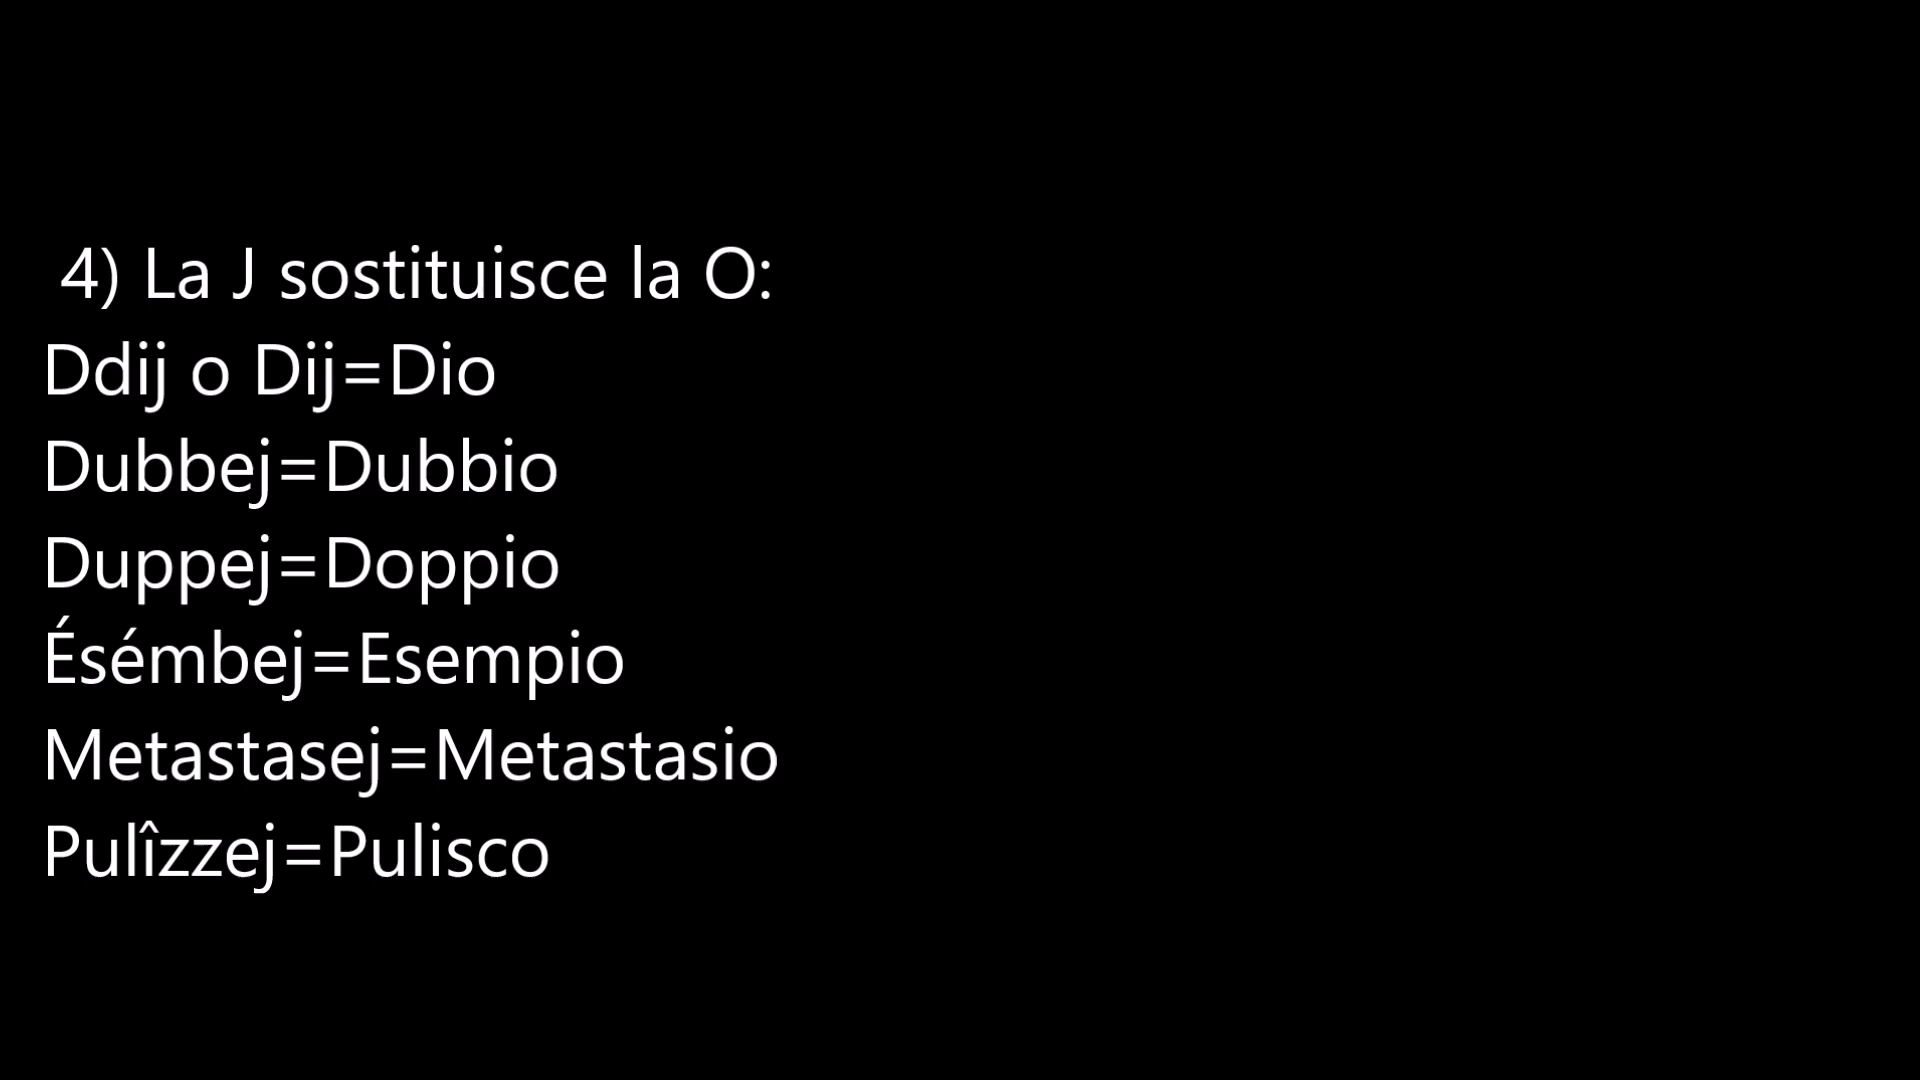 4) La J sostituisce la O:
Ddij o Dij=Dio
Dubbej=Dubbio
Duppej=Doppio
Ésémbej=Esempio
Metastasej=Metastasio
Pulîzzej=Pulisco